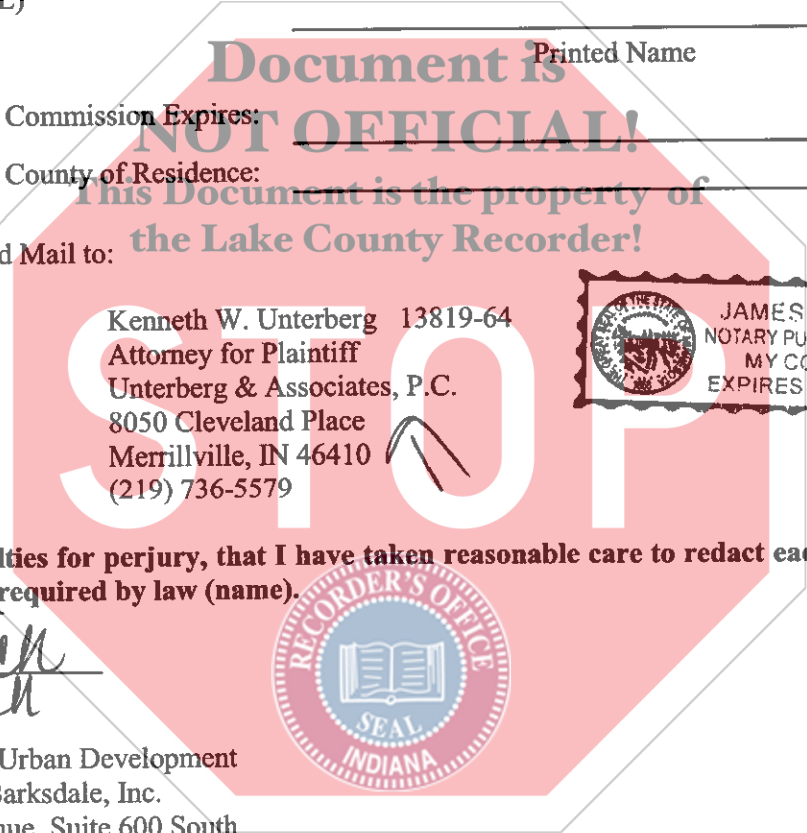 L)
Printed Name
Document is
Commission Expires:
NOT OFFICIAL!
County of Residence:
This Document is the property of
the Lake County Recorder!
d Mail to:
STOP
Kenneth W. Unterberg 13819-64
Attorney for Plaintiff
Unterberg & Associates, P.C.
8050 Cleveland Place
Merrillville, IN 46410
(219) 736-5579
JAMES
NOTARY PU
MY CO
EXPIRES
lties for perjury, that I have taken reasonable care to redact eac
required by law (name).
RECORDER'S OFFICE
SEAL
INDIANA
Urban Development
Barksdale, Inc.
nue, Suite 600 South